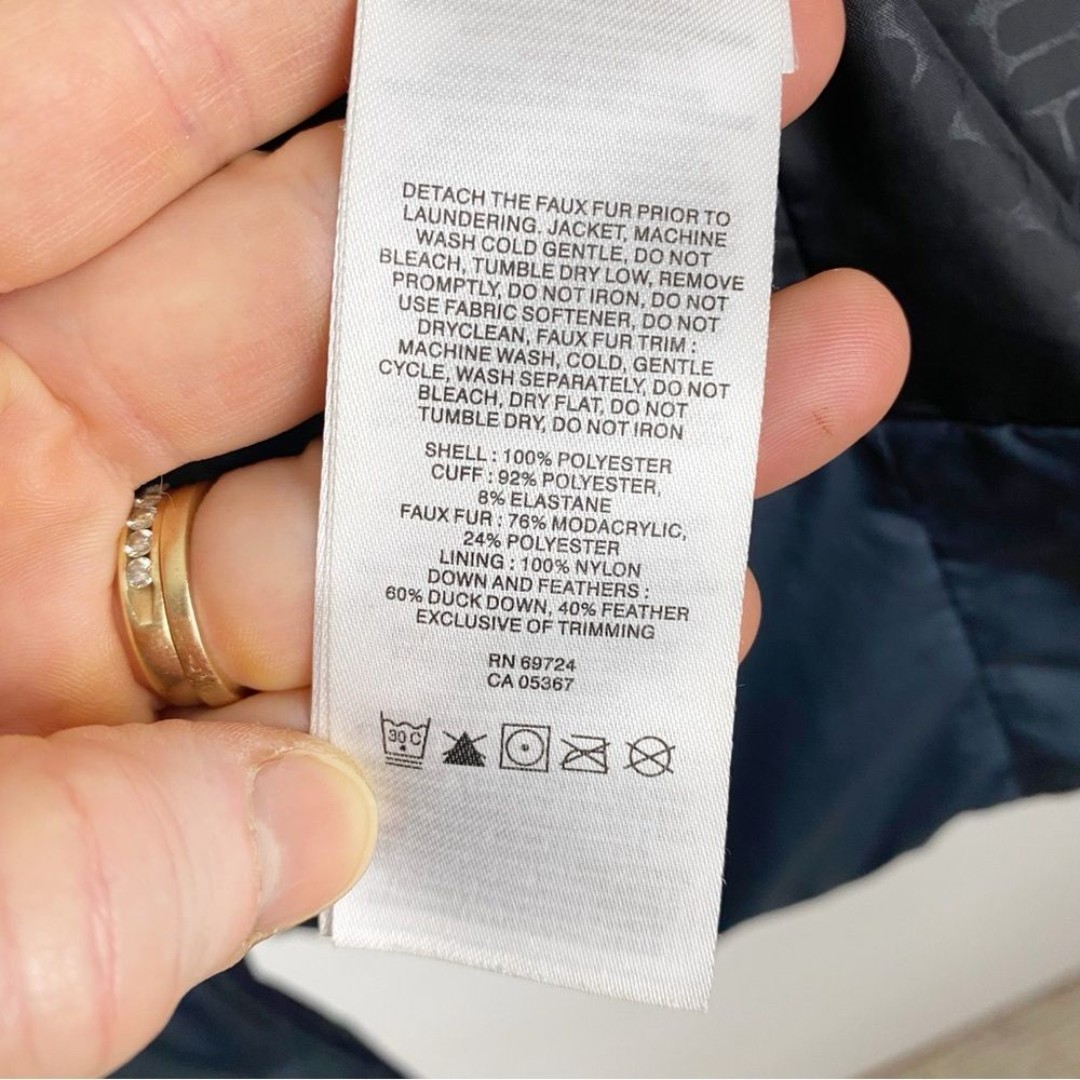 DETACH THE FAUX FUR PRIOR TO
LAUNDERING. JACKET, MACHINE
WASH COLD GENTLE, DO NOT
BLEACH, TUMBLE DRY LOW, REMOVE
PROMPTLY, DO NOT IRON, DO NOT
USE FABRIC SOFTENER, DO NOT
DRYCLEAN, FAUX FUR TRIM :
MACHINE WASH, COLD, GENTLE
CYCLE, WASH SEPARATELY, DO NOT
BLEACH, DRY FLAT, DO NOT
TUMBLE DRY, DO NOT IRON
SHELL : 100% POLYESTER
CUFF : 92% POLYESTER,
8% ELASTANE
FAUX FUR : 76% MODACRYLIC,
24% POLYESTER
LINING : 100% NYLON
DOWN AND FEATHERS :
60% DUCK DOWN, 40% FEATHER
EXCLUSIVE OF TRIMMING
RN 69724
CA 05367
30 C